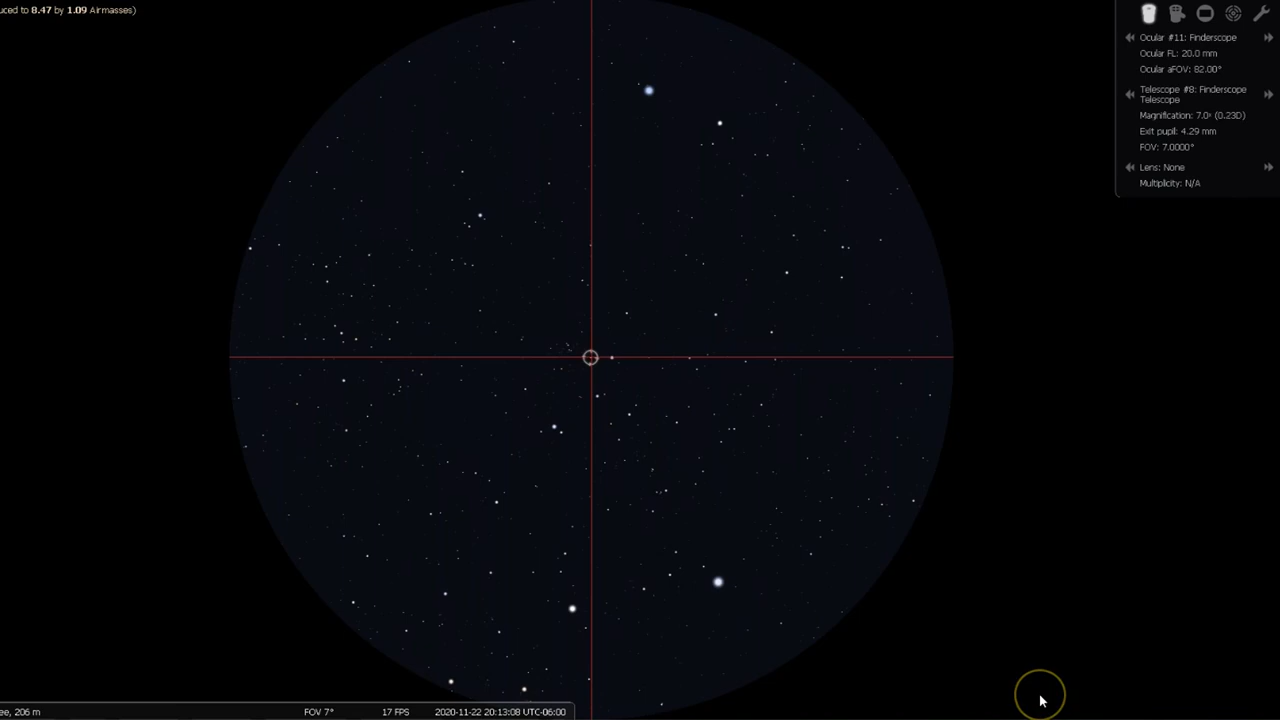 uced to 8.47 by 1.09 Airmasses)
Ocular #11: Finderscope
Ocular FL: 20.0 mm
Ocular aFOV: 82.00°
Telescope #8: Finderscope
Telescope
Magnification: 7.0× (0.23D)
Exit pupil: 4.29 mm
FOV: 7.0000°
Lens: None
Multiplicity: N/A
ee, 206 m
FOV 7°
17 FPS
2020-11-22 20:13:08 UTC-06:00